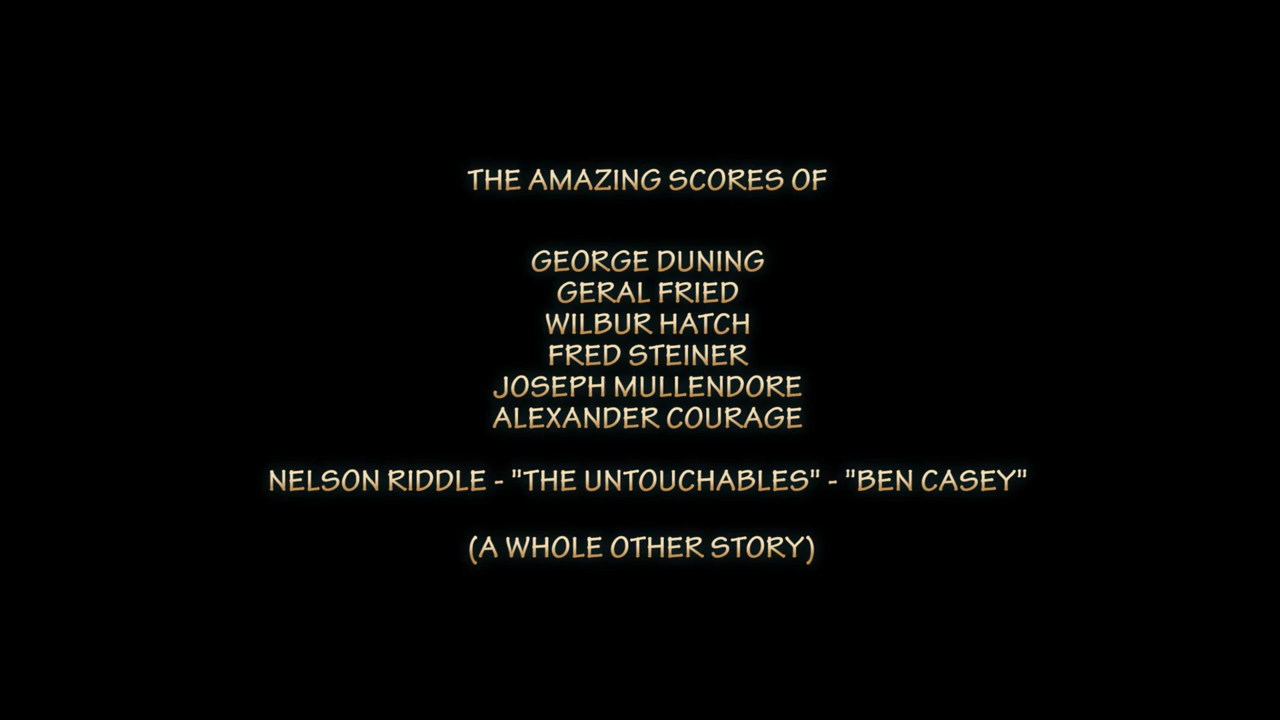 THE AMAZING SCORES OF
GEORGE DUNING
GERAL FRIED
WILBUR HATCH
FRED STEINER
JOSEPH MULLENDORE
ALEXANDER COURAGE
NELSON RIDDLE - "THE UNTOUCHABLES" - "BEN CASEY"
(A WHOLE OTHER STORY)